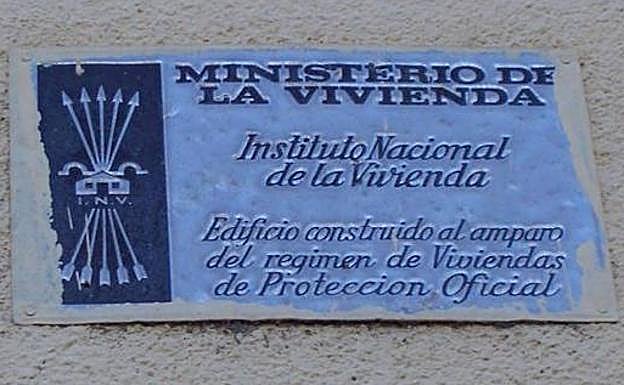 MINISTERIO DE
LA VIVIENDA
Instituto Nacional
de la Vivienda
I.N.V.
Edificio construido al amparo
del regimen de Viviendas
de Proteccion Oficial